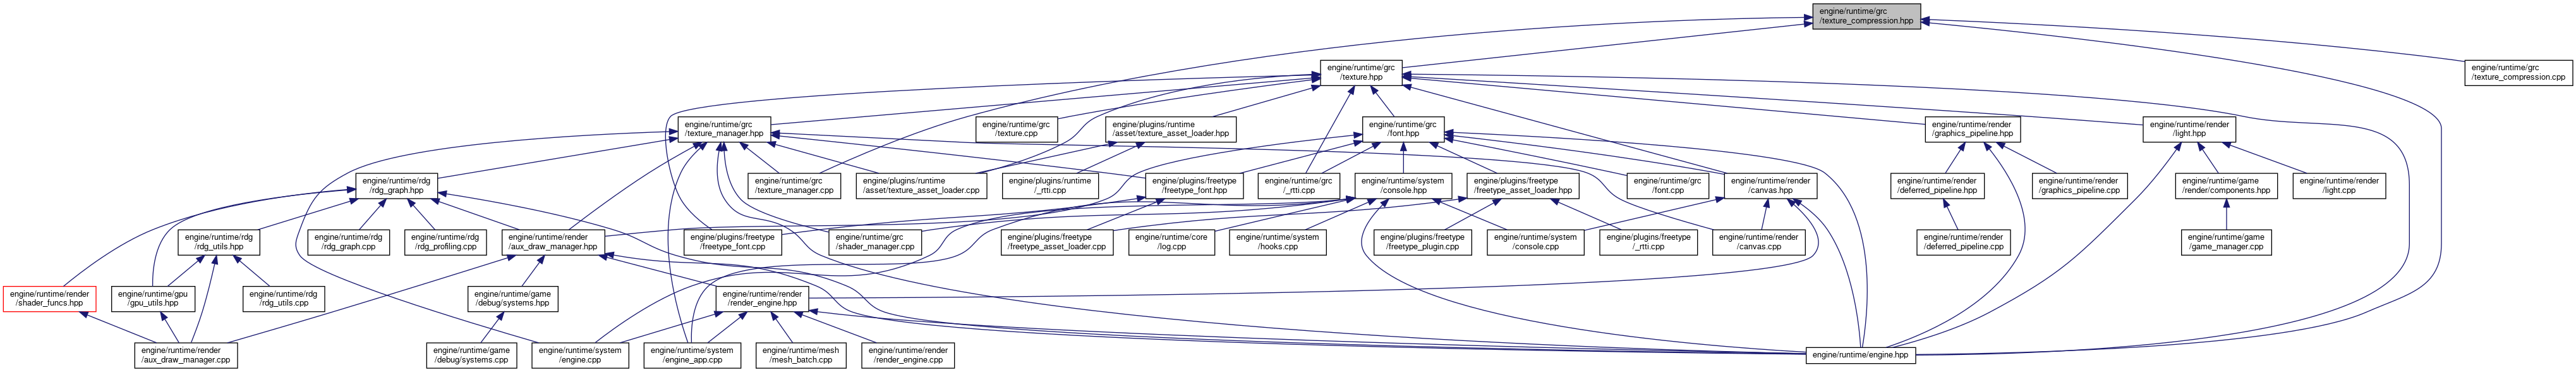 engine/runtime/grc
/texture_compression.hpp
engine/runtime/grc
/texture.hpp
engine/runtime/grc
/texture_compression.cpp
engine/runtime/grc
/texture_manager.hpp
engine/runtime/grc
/texture.cpp
engine/plugins/runtime
/asset/texture_asset_loader.hpp
engine/runtime/grc
/font.hpp
engine/runtime/render
/graphics_pipeline.hpp
engine/runtime/render
/light.hpp
engine/runtime/rdg
/rdg_graph.hpp
engine/runtime/grc
/texture_manager.cpp
engine/plugins/runtime
asset/texture_asset_loader.cpp
engine/plugins/runtime
/_rtti.cpp
engine/plugins/freetype
/freetype_font.hpp
engine/runtime/grc
/_rtti.cpp
engine/runtime/system
/console.hpp
engine/plugins/freetype
/freetype_asset_loader.hpp
engine/runtime/grc
/font.cpp
engine/runtime/render
/canvas.hpp
engine/runtime/render
/deferred_pipeline.hpp
engine/runtime/render
/graphics_pipeline.cpp
engine/runtime/game
/render/components.hpp
engine/runtime/render
/light.cpp
engine/runtime/rdg
/rdg_utils.hpp
engine/runtime/rdg
/rdg_graph.cpp
engine/runtime/rdg
/rdg_profiling.cpp
engine/runtime/render
/aux_draw_manager.hpp
engine/plugins/freetype
/freetype_font.cpp
engine/runtime/grc
/shader_manager.cpp
engine/plugins/freetype
/freetype_asset_loader.cpp
engine/runtime/core
/log.cpp
engine/runtime/system
/hooks.cpp
engine/plugins/freetype
/freetype_plugin.cpp
engine/runtime/system
/console.cpp
engine/plugins/freetype
/_rtti.cpp
engine/runtime/render
/canvas.cpp
engine/runtime/render
/deferred_pipeline.cpp
engine/runtime/game
/game_manager.cpp
engine/runtime/render
/shader_funcs.hpp
engine/runtime/gpu
/gpu_utils.hpp
engine/runtime/rdg
/rdg_utils.cpp
engine/runtime/game
/debug/systems.hpp
engine/runtime/render
/render_engine.hpp
engine/runtime/render
/aux_draw_manager.cpp
engine/runtime/game
/debug/systems.cpp
engine/runtime/system
/engine.cpp
engine/runtime/system
/engine_app.cpp
engine/runtime/mesh
/mesh_batch.cpp
engine/runtime/render
/render_engine.cpp
engine/runtime/engine.hpp